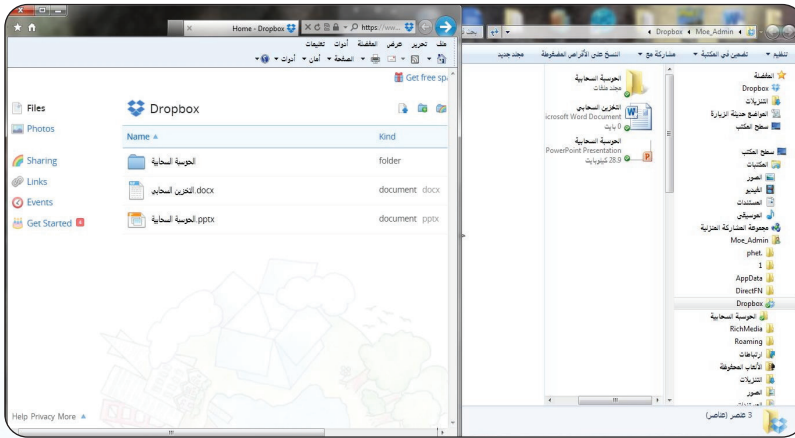 Home - Dropbox
https://ww...
ملف تحرير عرض المفضلة أدوات تعليمات
الصفحة أمان أدوات
Get free spa
Dropbox
Files
Photos
Sharing
Links
Events
Get Started
Name Kind
الحوسبة السحابية folder
التخزين السحابي.docx document docx
الحوسبة السحابية.pptx document pptx
Help Privacy More
Dropbox Moe_Admin
تنظيم تضمين في المكتبة مشاركة مع النسخ على الأقراص المضغوطة مجلد جديد
الحوسبة السحابية
مجلد ملفات
التخزين السحابي
icrosoft Word Document
0 بايت
الحوسبة السحابية
PowerPoint Presentation
28.9 كيلوبايت
المفضلة
Dropbox
التنزيلات
المواضع حديثة الزيارة
سطح المكتب
سطح المكتب
المكتبات
الصور
الفيديو
المستندات
الموسيقى
مجموعة المشاركة المنزلية
Moe_Admin
phet.
1
AppData
DirectFN
Dropbox
الحوسبة السحابية
RichMedia
Roaming
ارتباطات
الألعاب المحفوظة
التنزيلات
الصور
3 عنصر (عناصر)